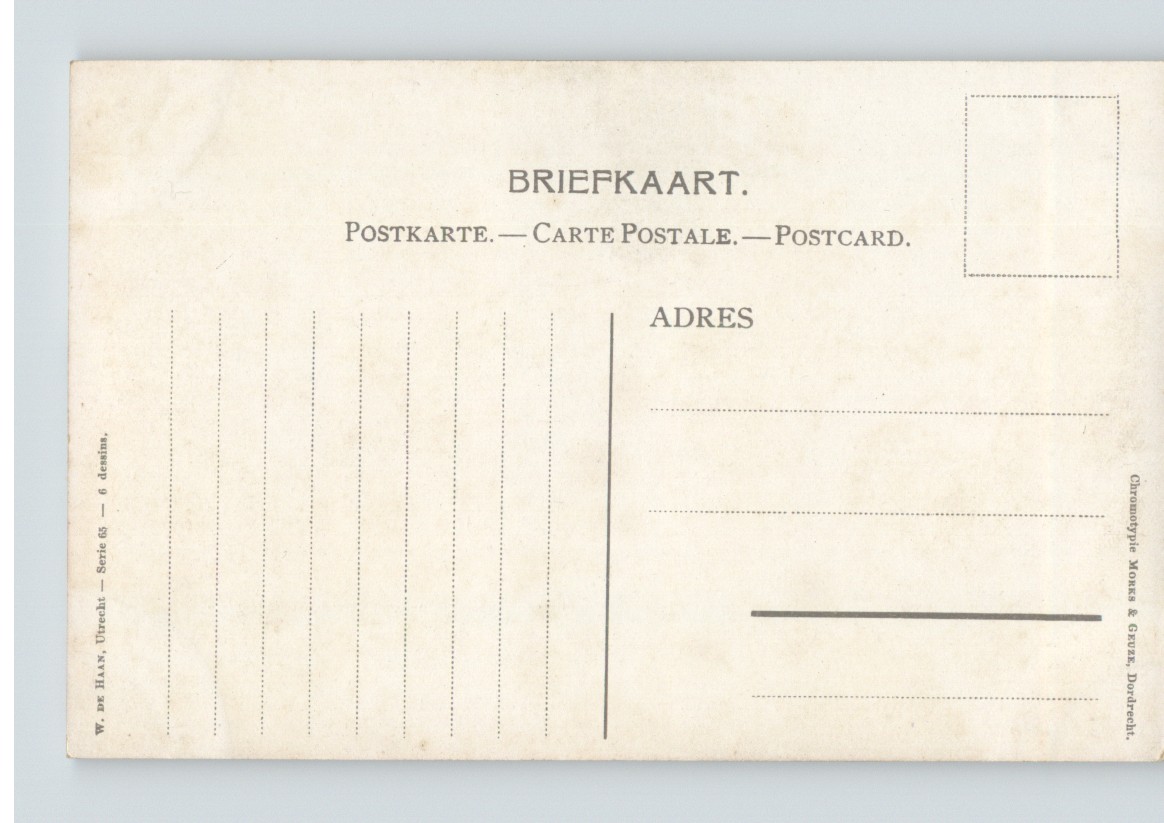 BRIEFKAART.
POSTKARTE. — CARTE POSTALE. — POSTCARD.
ADRES
W. DE HAAN, Utrecht — Serie 65 — 6 dessins.
Chromotypie MORKS & GEUZE, Dordrecht.